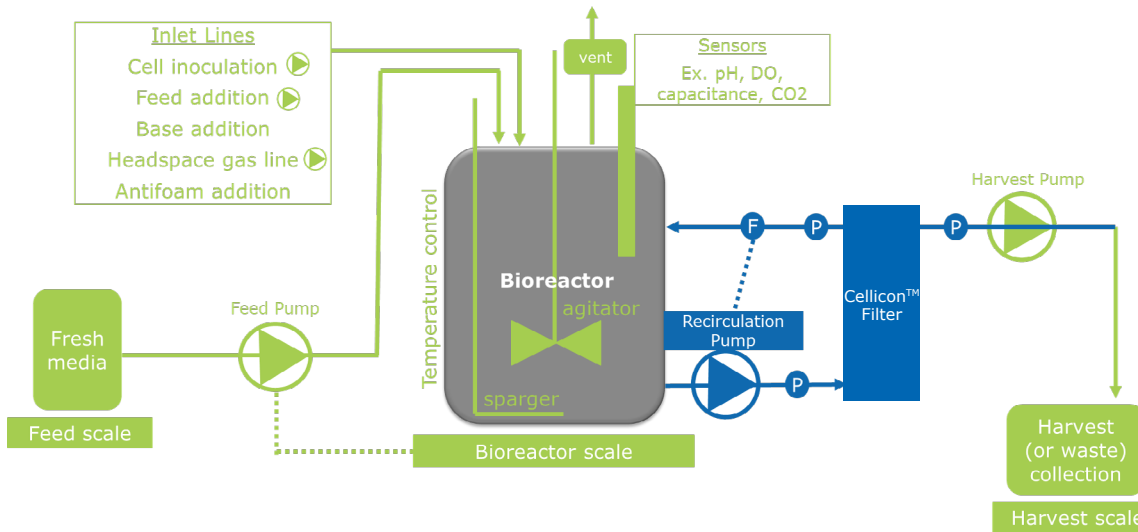 Inlet Lines
Cell inoculation
Feed addition
Base addition
Headspace gas line
Antifoam addition
vent
Sensors
Ex. pH, DO,
capacitance, CO2
Temperature control
Bioreactor
agitator
sparger
Bioreactor scale
Fresh
media
Feed scale
Feed Pump
F
P
P
Recirculation
Pump
P
Cellicon™
Filter
Harvest Pump
Harvest
(or waste)
collection
Harvest scale